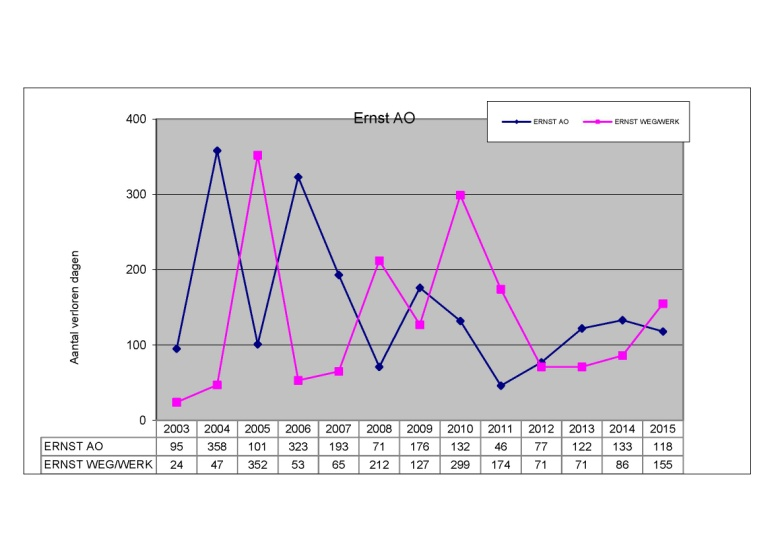 Ernst AO
ERNST AO ERNST WEG/WERK
Aantal verloren dagen
400
300
200
100
0
2003 2004 2005 2006 2007 2008 2009 2010 2011 2012 2013 2014 2015
ERNST AO 95 358 101 323 193 71 176 132 46 77 122 133 118
ERNST WEG/WERK 24 47 352 53 65 212 127 299 174 71 71 86 155